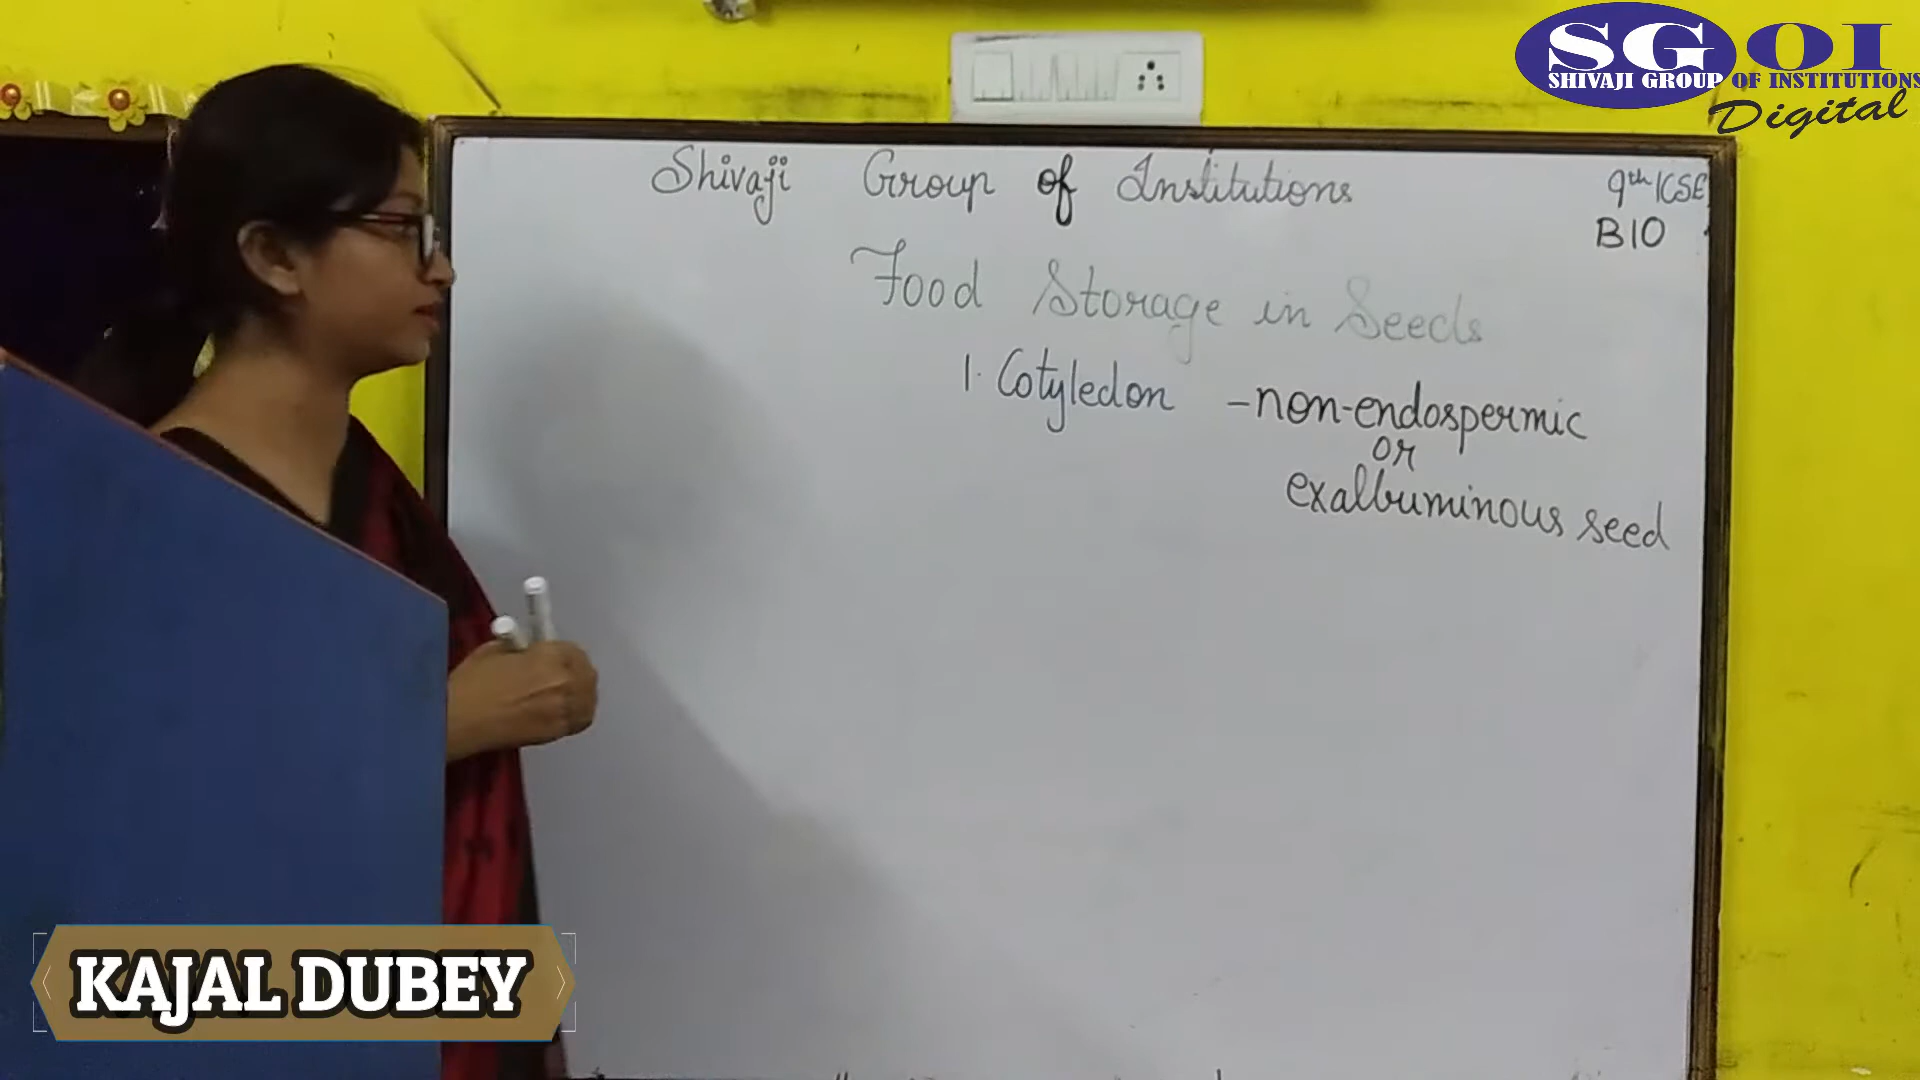 SGOI
SHIVAJI GROUP OF INSTITUTIONS
Digital
Shivaji Group of Institutions
9th ICSE
BIO
Food Storage in Seeds
1. Cotyledon - non-endospermic
or
exalbuminous seed
KAJAL DUBEY